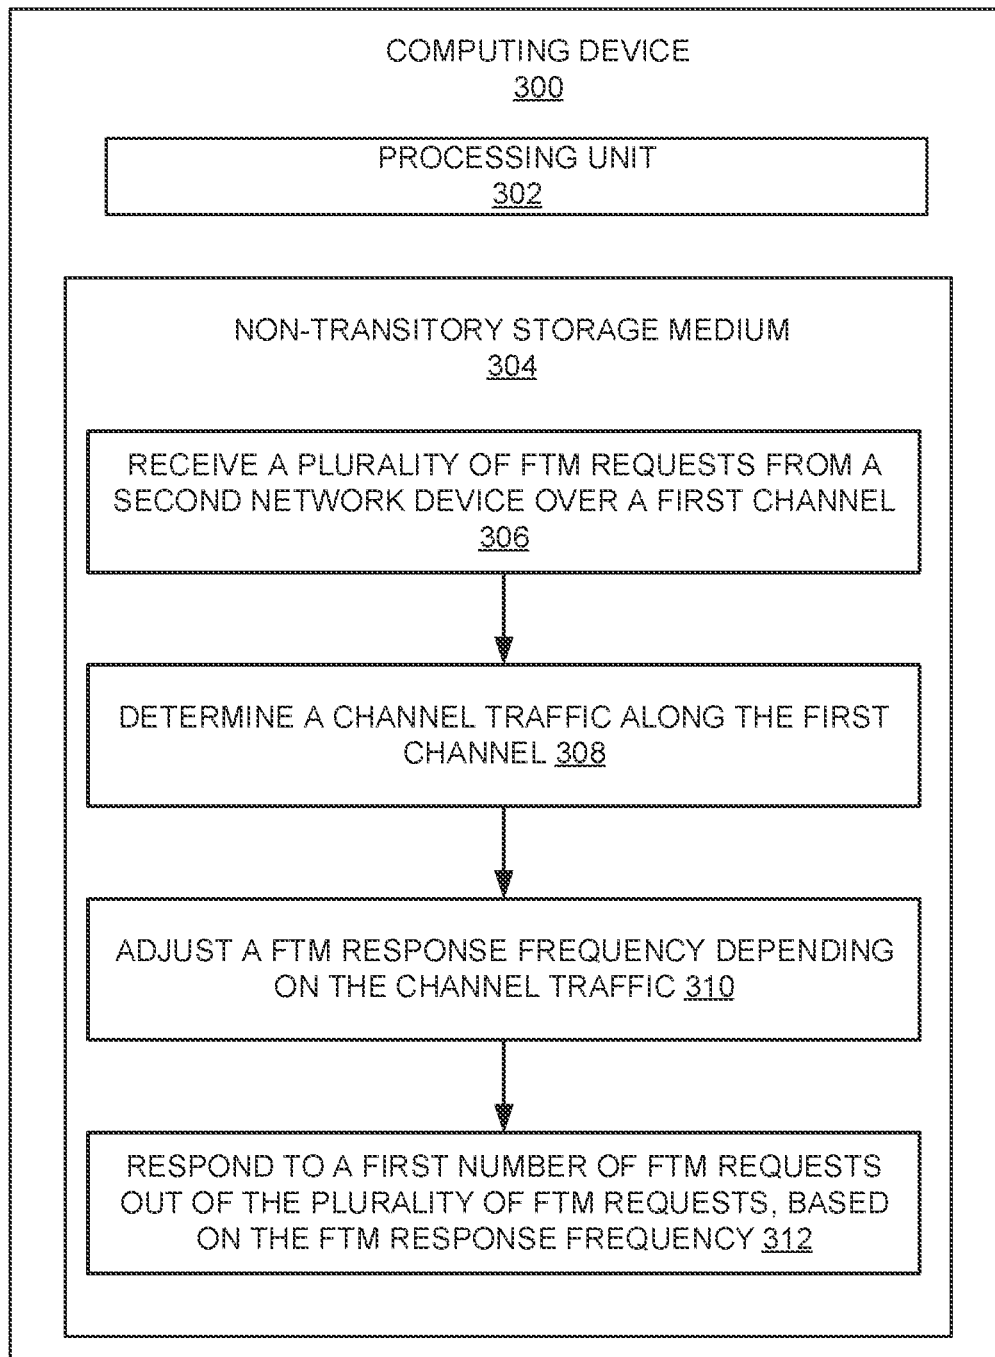 COMPUTING DEVICE
300
PROCESSING UNIT
302
NON-TRANSITORY STORAGE MEDIUM
304
RECEIVE A PLURALITY OF FTM REQUESTS FROM A
SECOND NETWORK DEVICE OVER A FIRST CHANNEL
306
DETERMINE A CHANNEL TRAFFIC ALONG THE FIRST
CHANNEL 308
ADJUST A FTM RESPONSE FREQUENCY DEPENDING
ON THE CHANNEL TRAFFIC 310
RESPOND TO A FIRST NUMBER OF FTM REQUESTS
OUT OF THE PLURALITY OF FTM REQUESTS, BASED
ON THE FTM RESPONSE FREQUENCY 312